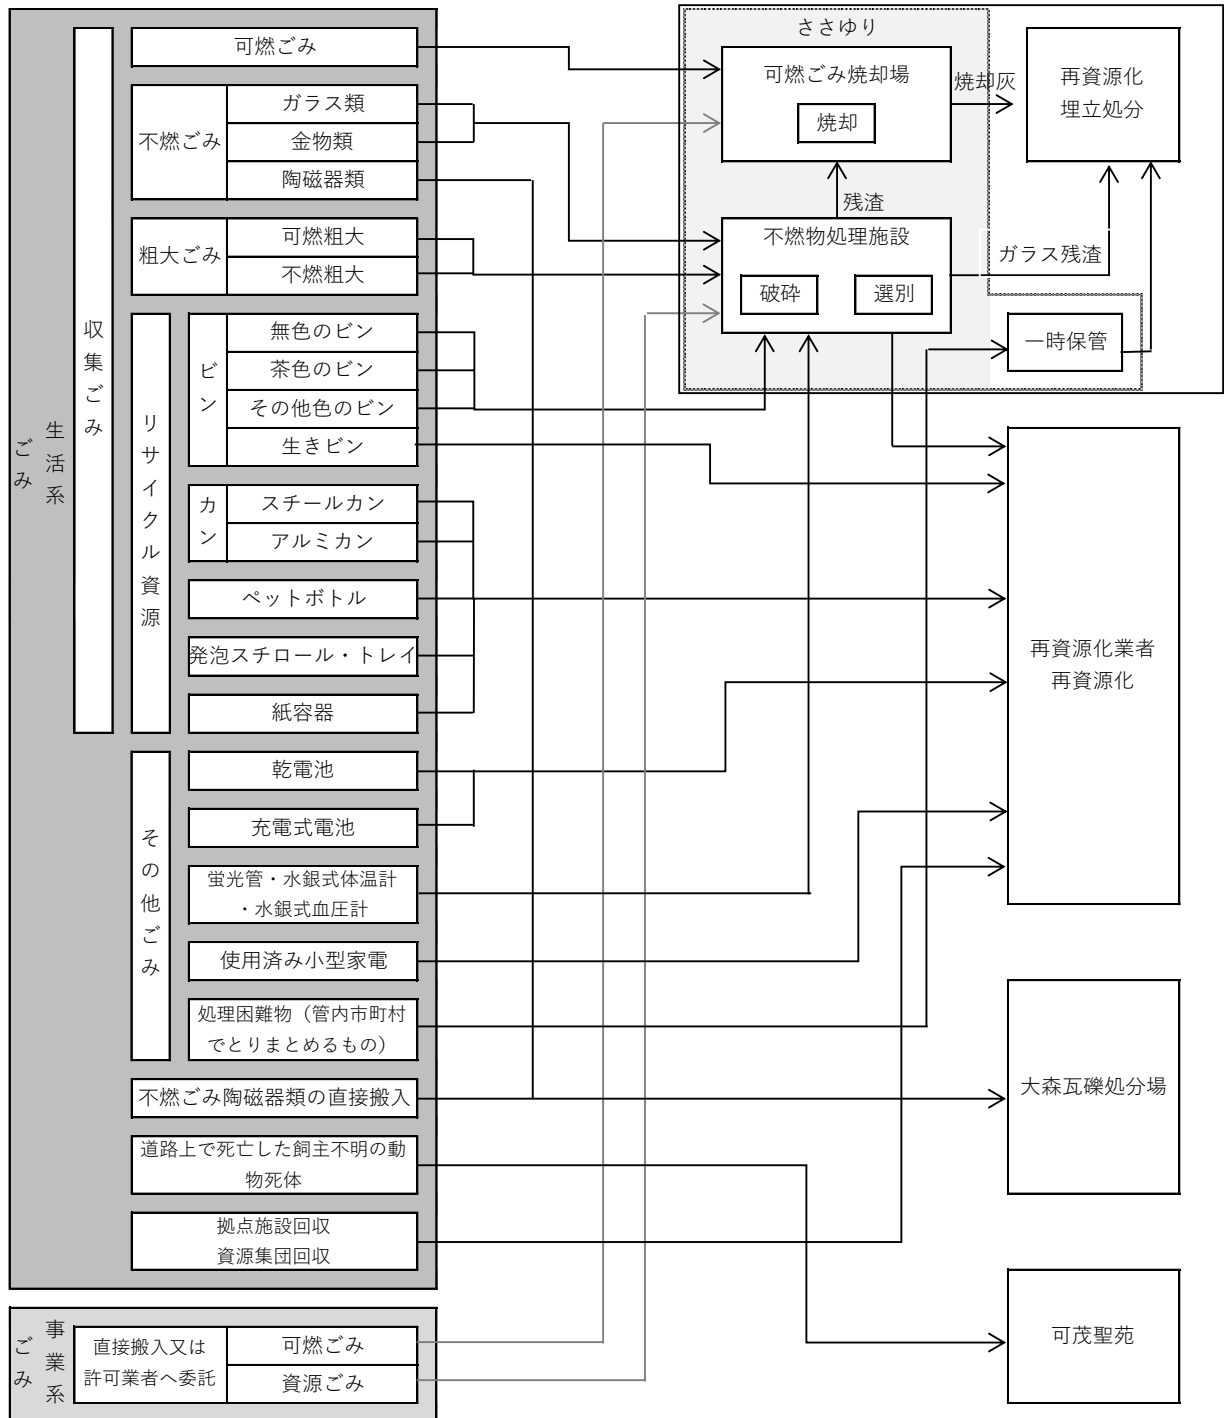 生活系
ごみ
収集ごみ
可燃ごみ
不燃ごみ
ガラス類
金物類
陶磁器類
粗大ごみ
可燃粗大
不燃粗大
リサイクル資源
ビン
無色のビン
茶色のビン
その他色のビン
生きビン
カン
スチールカン
アルミカン
ペットボトル
発泡スチロール・トレイ
紙容器
その他ごみ
乾電池
充電式電池
蛍光管・水銀式体温計
・水銀式血圧計
使用済み小型家電
処理困難物（管内市町村
でとりまとめるもの）
不燃ごみ陶磁器類の直接搬入
道路上で死亡した飼主不明の動
物死体
拠点施設回収
資源集団回収
事業系
ごみ
直接搬入又は
許可業者へ委託
可燃ごみ
資源ごみ
ささゆり
可燃ごみ焼却場
焼却
焼却灰
再資源化
埋立処分
残渣
不燃物処理施設
破砕
選別
ガラス残渣
一時保管
再資源化業者
再資源化
大森瓦礫処分場
可茂聖苑